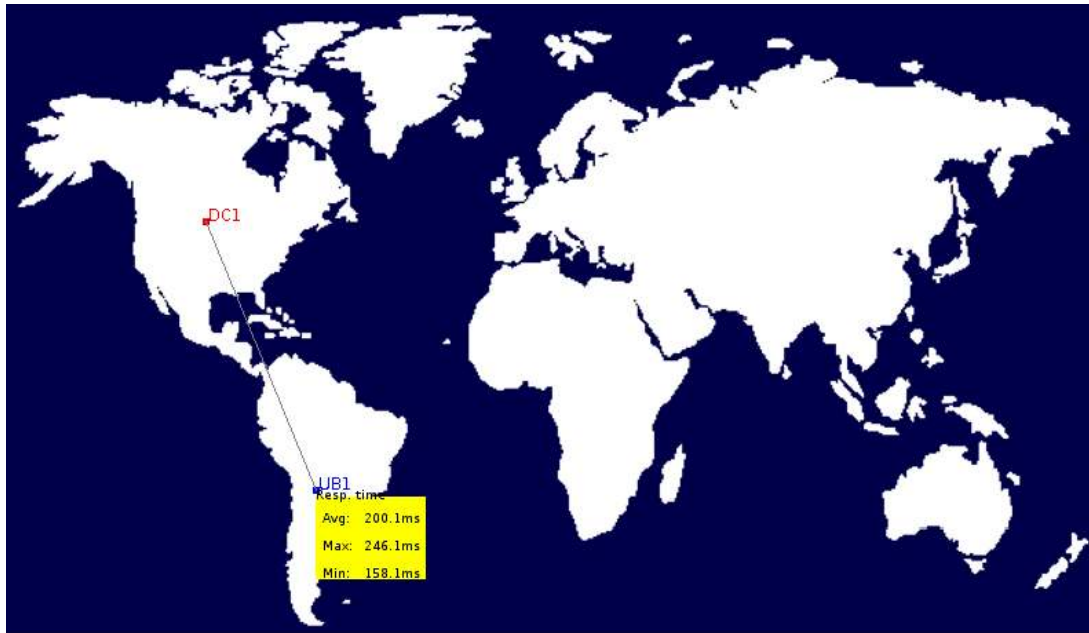 DC1
UB1
Resp. time
Avg: 200.1ms
Max: 246.1ms
Min: 158.1ms